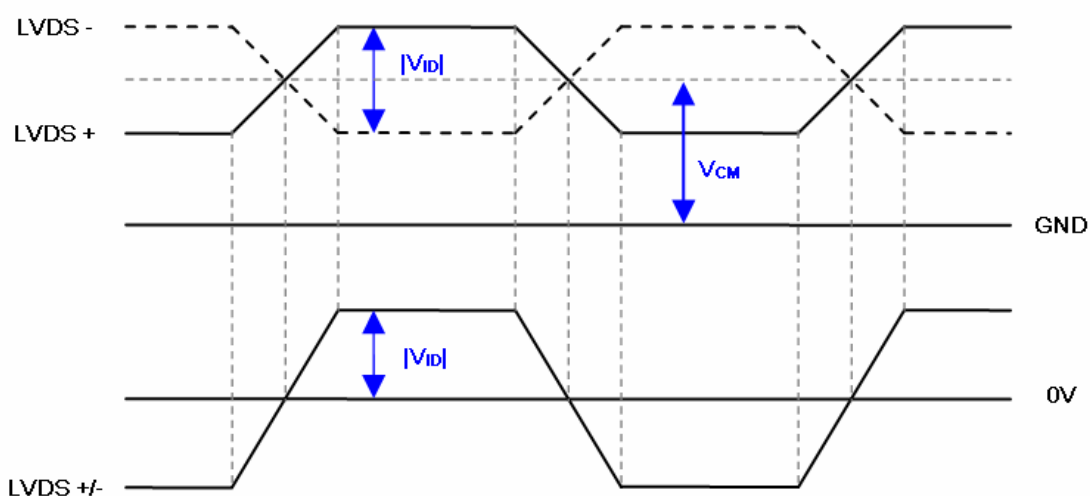 LVDS -
|VID|
LVDS +
VCM
GND
|VID|
0V
LVDS +/-